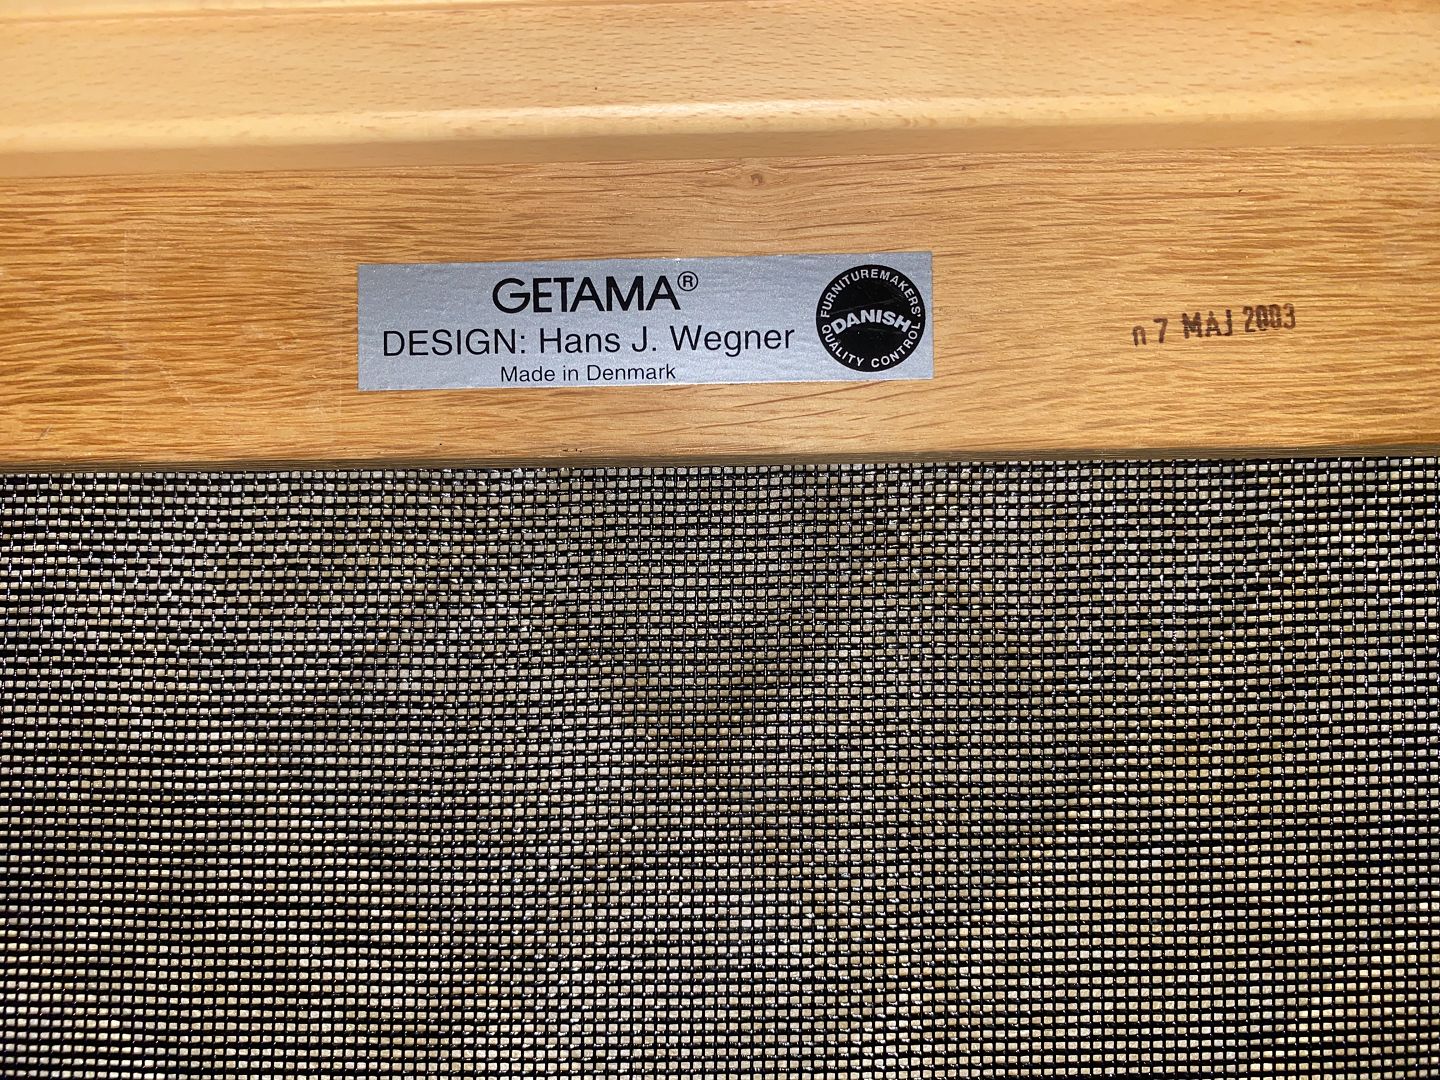 GETAMA®
DESIGN: Hans J. Wegner
Made in Denmark
FURNITUREMAKERS'
DANISH
QUALITY CONTROL
07 MAJ 2003